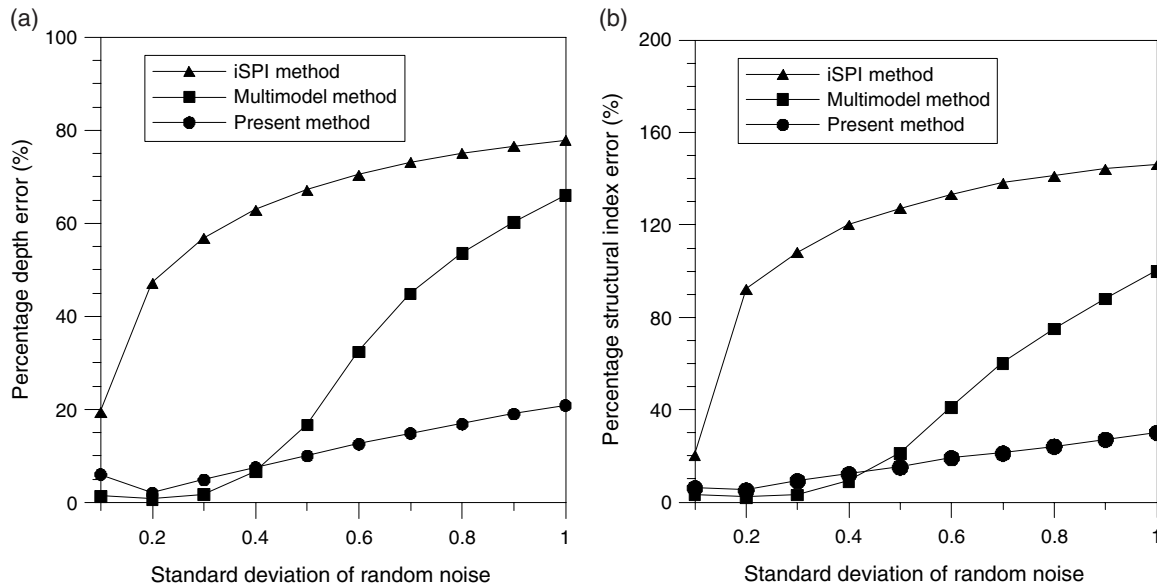 (a)
Percentage depth error (%)
100
80
60
40
20
0
iSPI method
Multimodel method
Present method
0.2
0.4
0.6
0.8
1
Standard deviation of random noise
(b)
Percentage structural index error (%)
200
160
120
80
40
0
iSPI method
Multimodel method
Present method
0.2
0.4
0.6
0.8
1
Standard deviation of random noise